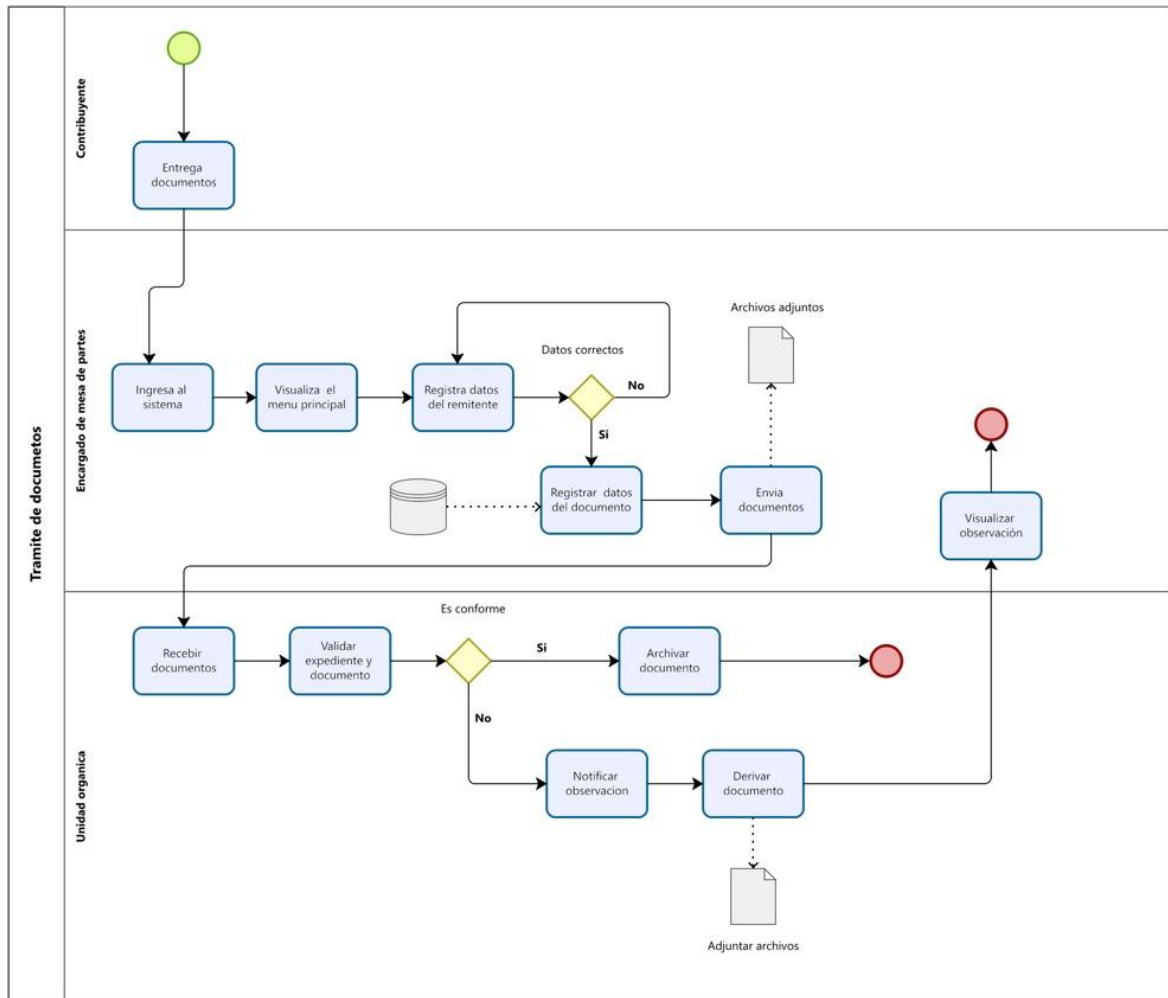 Tramite de documetos
Contribuyente
Entrega
documentos
Encargado de mesa de partes
Archivos adjuntos
Datos correctos
Ingresa al
sistema
Visualiza el
menu principal
Registra datos
del remitente
No
Si
Registrar datos
del documento
Envia
documentos
Visualizar
observación
Unidad organica
Es conforme
Recebir
documentos
Validar
expediente y
documento
Si
Archivar
documento
No
Notificar
observacion
Derivar
documento
Adjuntar archivos